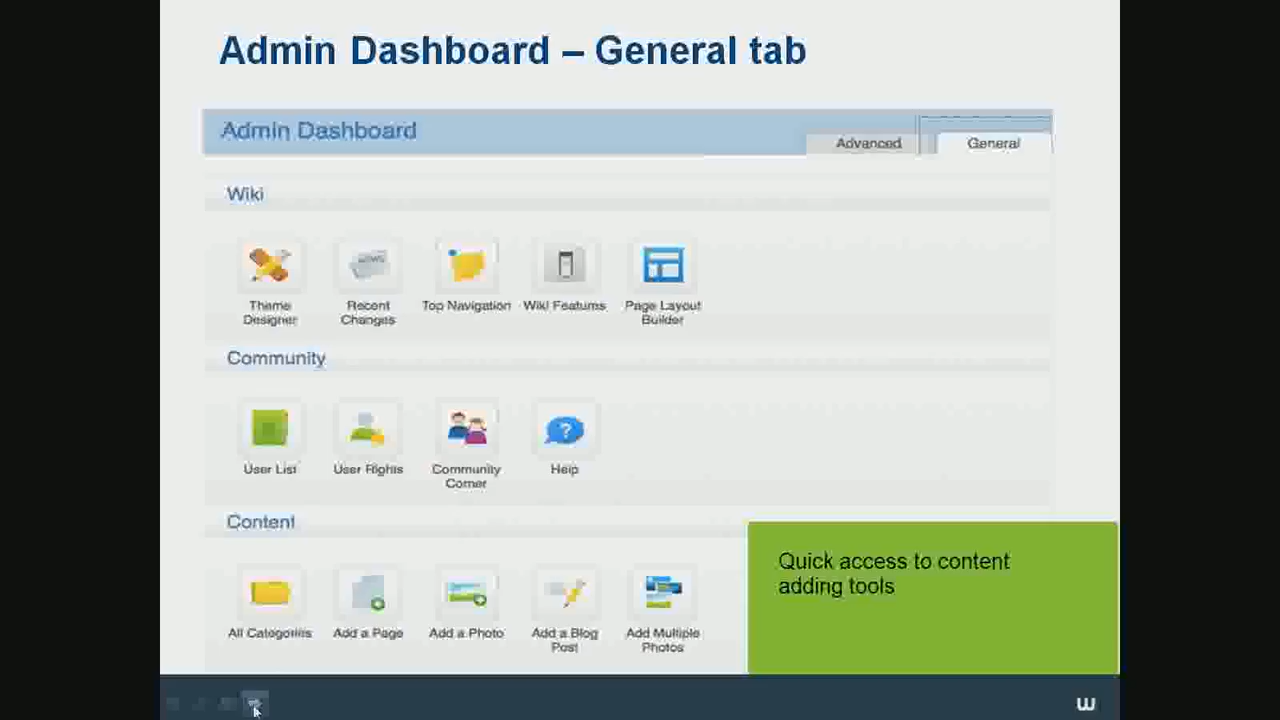 Admin Dashboard – General tab
Admin Dashboard
Advanced
General
Wiki
Theme Designer
Recent Changes
Top Navigation
Wiki Features
Page Layout Builder
Community
User List
User Rights
Community Corner
Help
Content
All Categories
Add a Page
Add a Photo
Add a Blog Post
Add Multiple Photos
Quick access to content
adding tools
W